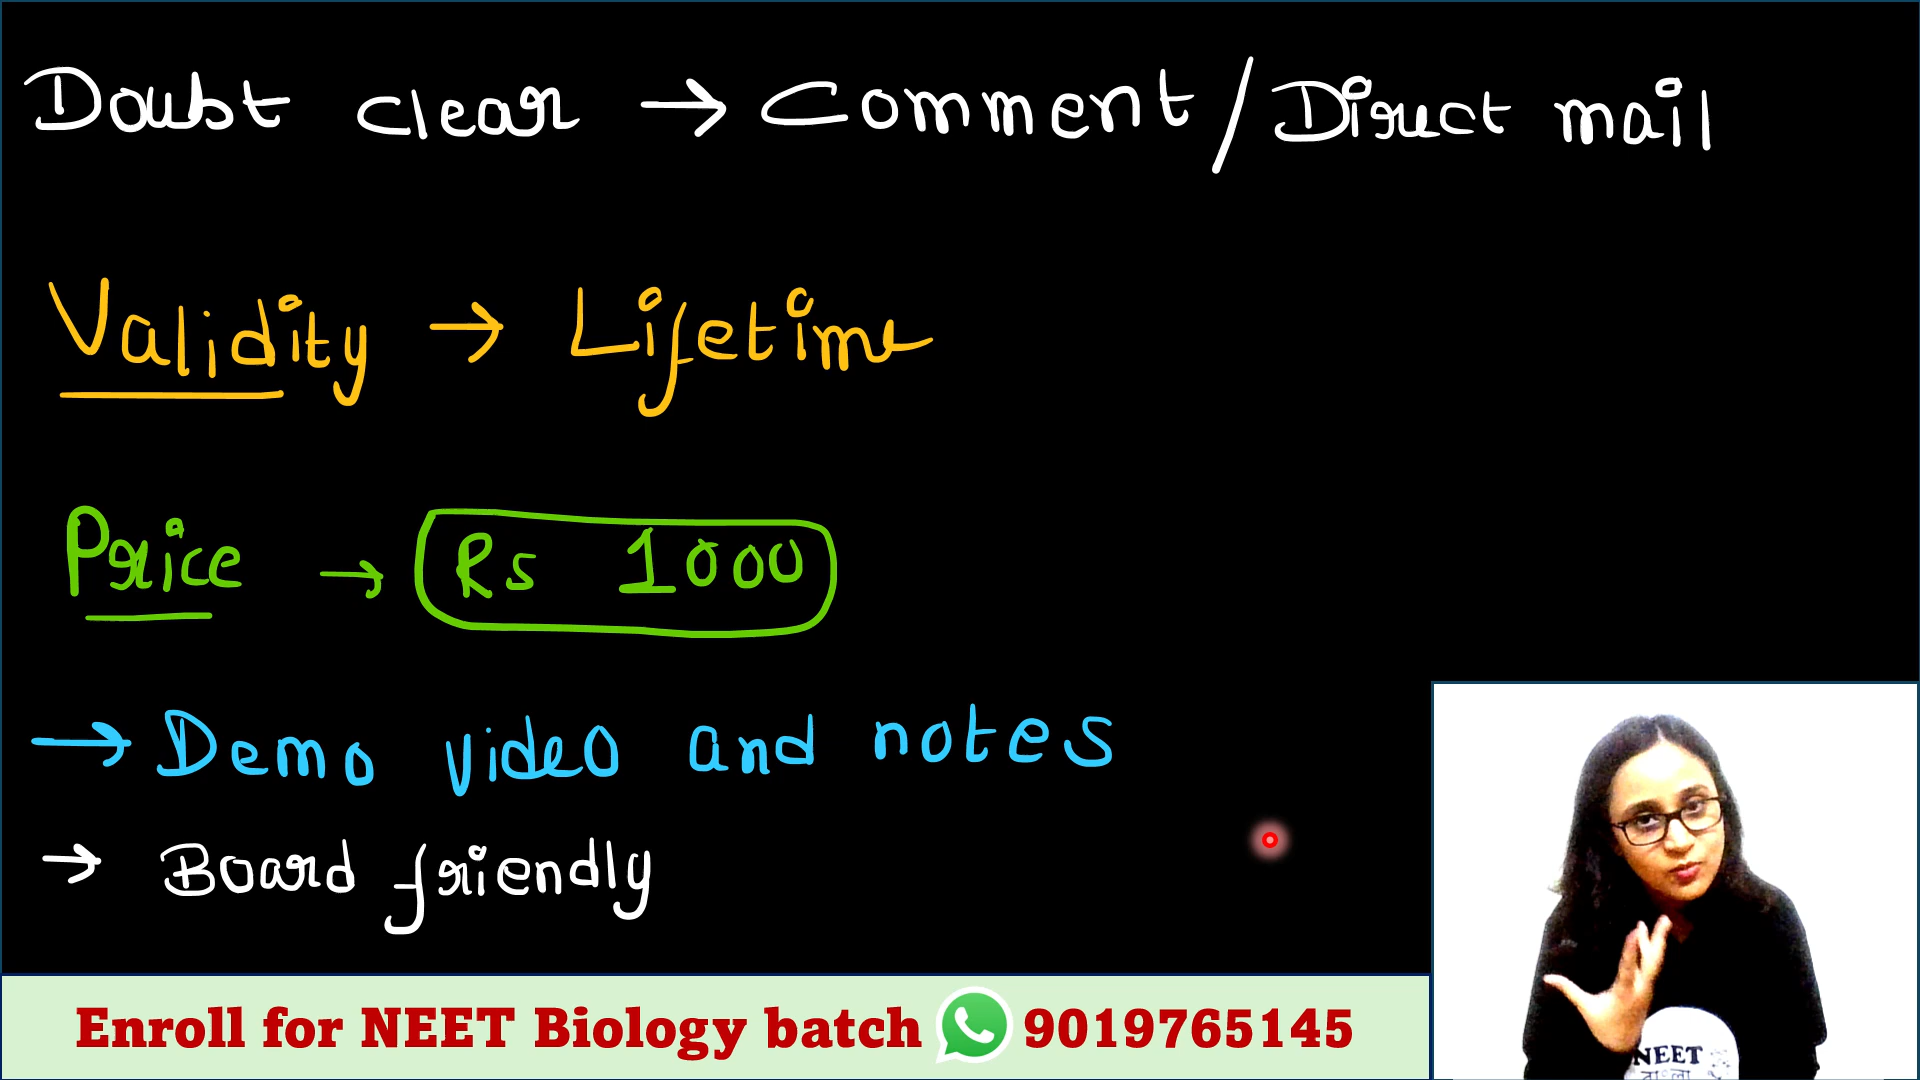 Doubt clear → Comment/Direct mail
Validity → Lifetime
Price → Rs 1000
→ Demo video and notes
→ Board friendly
Enroll for NEET Biology batch 9019765145
NEET
বাংলা